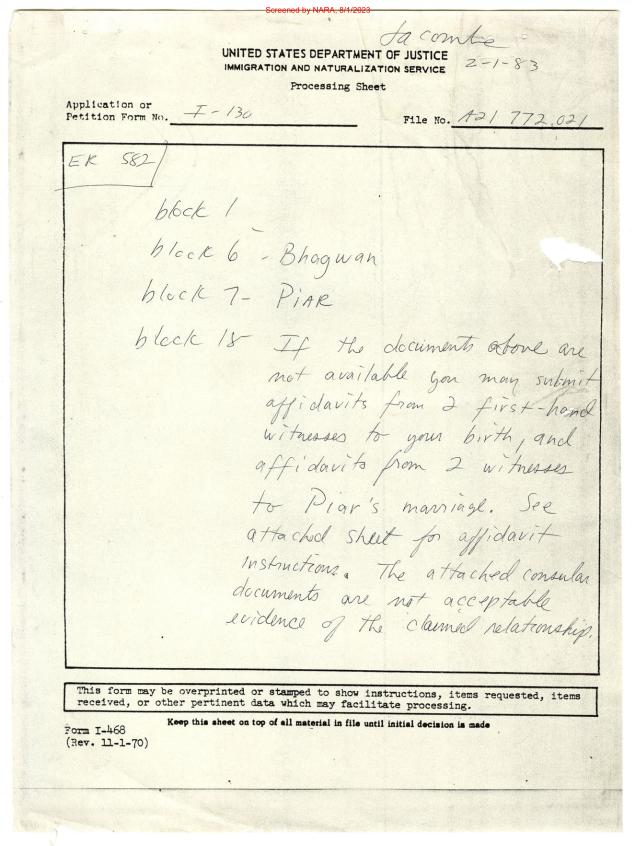 Screened by NARA, 8/1/2023
Lacombe
UNITED STATES DEPARTMENT OF JUSTICE
2-1-83
IMMIGRATION AND NATURALIZATION SERVICE
Processing Sheet
Application or
Petition Form No. I-130
File No. A21 772.021
ER 582
block 1
block 6 - Bhagwan
block 7- PIAR
block 18 If the documents above are
not available you may submit
affidavits from 2 first-hand
witnesses to your birth, and
affidavits from 2 witnesses
to Piar's marriage. See
attached sheet for affidavit
instructions. The attached consular
documents are not acceptable
evidence of the claimed relationship.
This form may be overprinted or stamped to show instructions, items requested, items
received, or other pertinent data which may facilitate processing.
Keep this sheet on top of all material in file until initial decision is made
Form I-468
(Rev. 11-1-70)